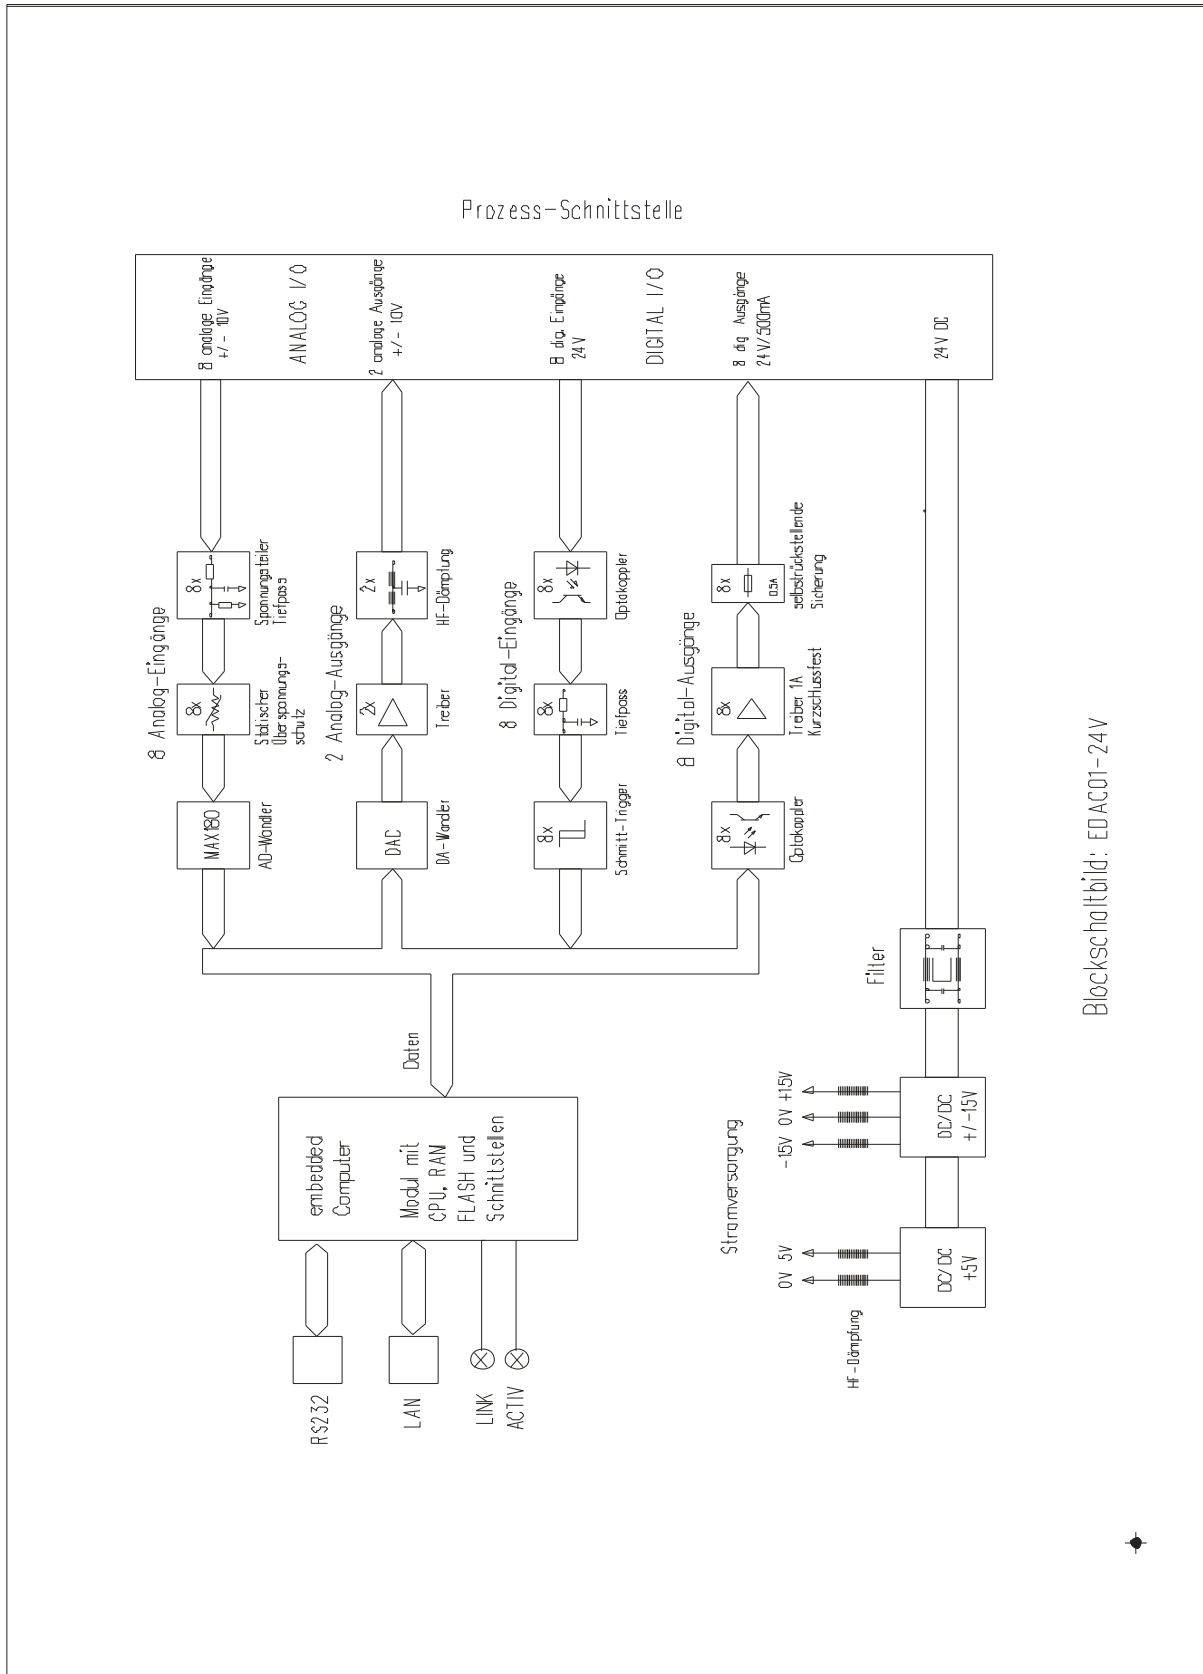 Prozess-Schnittstelle
8 analoge Eingänge
+/- 10V
ANALOG I/O
2 analoge Ausgänge
+/- 10V
8 dig. Eingänge
24V
DIGITAL I/O
8 dig Ausgänge
24V/500mA
24V DC
8 Analog-Eingänge
8x
Spannungsteiler
Tiefpass
8x
Statischer
Überspannungs-
schutz
MAX180
AD-Wandler
2 Analog-Ausgänge
2x
HF-Dämpfung
2x
Treiber
DAC
DA-Wandler
8 Digital-Eingänge
8x
Optokoppler
8x
Tiefpass
8x
Schmitt-Trigger
8 Digital-Ausgänge
8x
0.5A
selbstrückstellende
Sicherung
8x
Treiber 1A
Kurzschlussfest
8x
Optokoppler
Daten
embedded
Computer
Modul mit
CPU, RAM
FLASH und
Schnittstellen
RS232
LAN
LINK
ACTIV
Stromversorgung
Filter
-15V 0V +15V
DC/DC
+/-15V
0V 5V
DC/DC
+5V
HF-Dämpfung
Blockschaltbild: EDAC01-24V